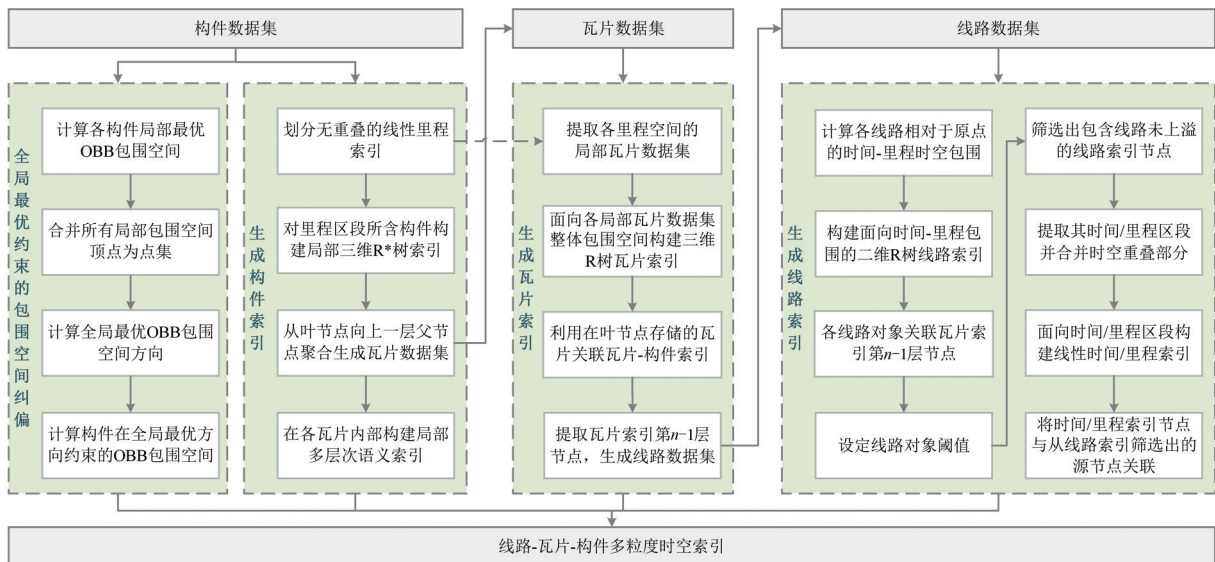 构件数据集
瓦片数据集
线路数据集
全局最优约束的包围空间纠偏
计算各构件局部最优
OBB包围空间
合并所有局部包围空间
顶点为点集
计算全局最优OBB包围
空间方向
计算构件在全局最优方
向约束的OBB包围空间
生成构件索引
划分无重叠的线性里程
索引
对里程区段所含构件构
建局部三维R*树索引
从叶节点向上一层父节
点聚合生成瓦片数据集
在各瓦片内部构建局部
多层次语义索引
生成瓦片索引
提取各里程空间的
局部瓦片数据集
面向各局部瓦片数据集
整体包围空间构建三维
R树瓦片索引
利用在叶节点存储的瓦
片关联瓦片-构件索引
提取瓦片索引第n−1层
节点，生成线路数据集
生成线路索引
计算各线路相对于原点
的时间-里程时空包围
构建面向时间-里程包
围的二维R树线路索引
各线路对象关联瓦片索
引第n−1层节点
设定线路对象阈值
筛选出包含线路未上溢
的线路索引节点
提取其时间/里程区段
并合并时空重叠部分
面向时间/里程区段构
建线性时间/里程索引
将时间/里程索引节点
与从线路索引筛选出的
源节点关联
线路-瓦片-构件多粒度时空索引